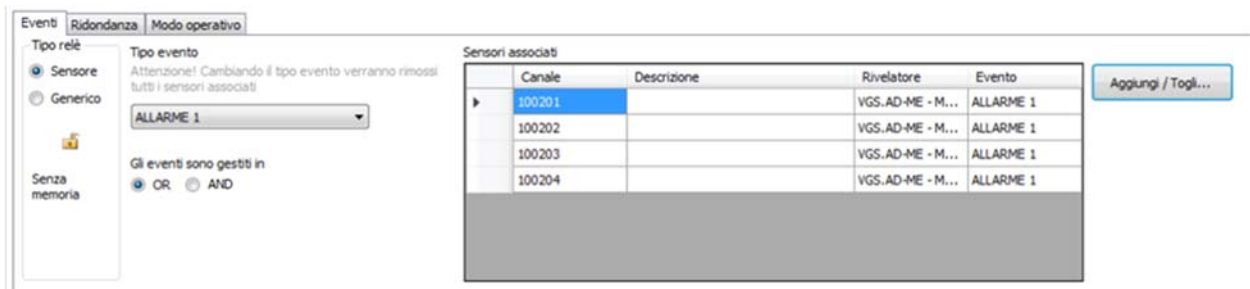 Eventi Ridondanza Modo operativo
Tipo relè
Sensore
Generico
Senza
memoria
Tipo evento
Attenzione! Cambiando il tipo evento verranno rimossi
tutti i sensori associati
ALLARME 1
Gli eventi sono gestiti in
OR AND
Sensori associati
Canale Descrizione Rivelatore Evento
100201 VGS.AD-ME - M... ALLARME 1
100202 VGS.AD-ME - M... ALLARME 1
100203 VGS.AD-ME - M... ALLARME 1
100204 VGS.AD-ME - M... ALLARME 1
Aggiungi / Togli...